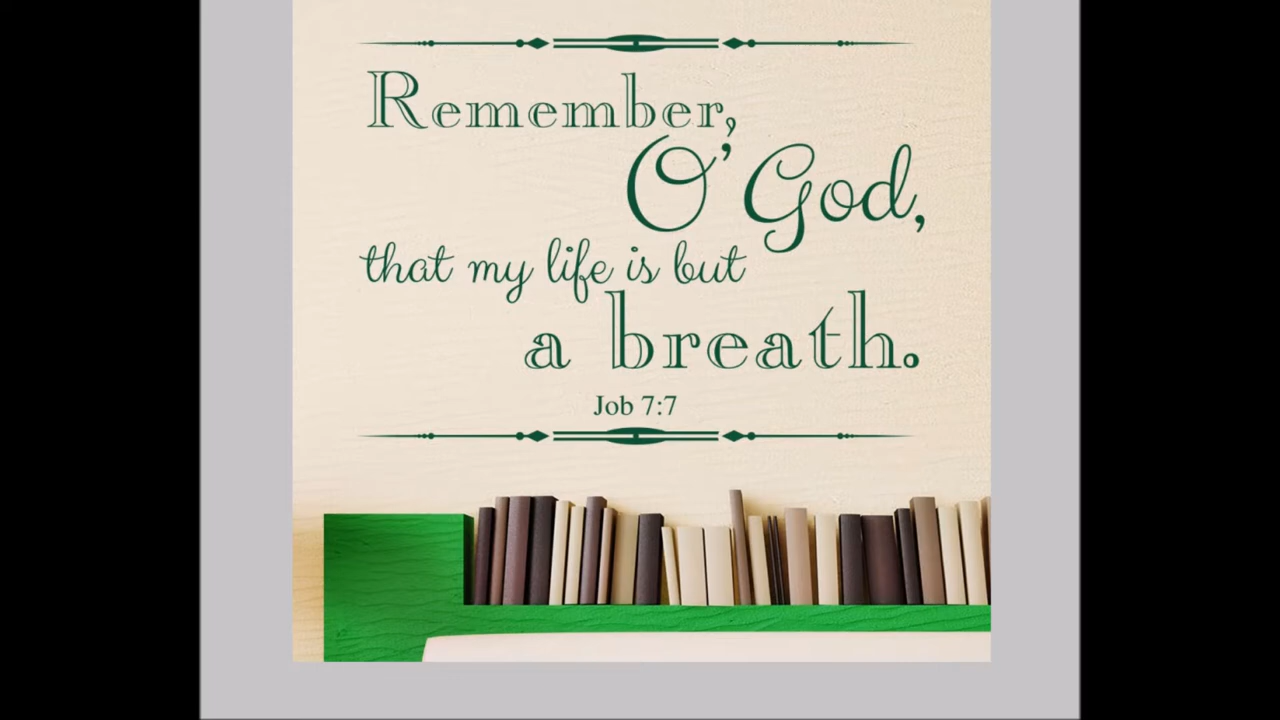 Remember,
O' God,
that my life is but
a breath.
Job 7:7